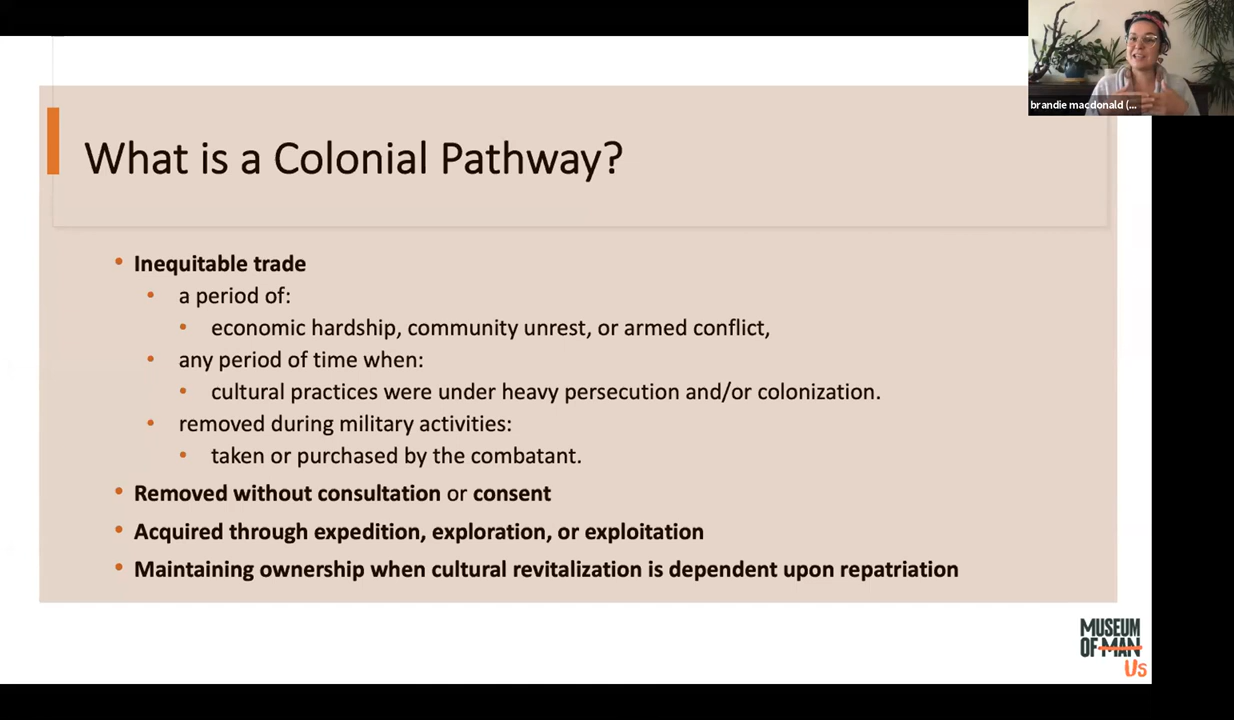 brandie macdonald (...
What is a Colonial Pathway?
• Inequitable trade
• a period of:
• economic hardship, community unrest, or armed conflict,
• any period of time when:
• cultural practices were under heavy persecution and/or colonization.
• removed during military activities:
• taken or purchased by the combatant.
• Removed without consultation or consent
• Acquired through expedition, exploration, or exploitation
• Maintaining ownership when cultural revitalization is dependent upon repatriation
MUSEUM
OF MAN
Us